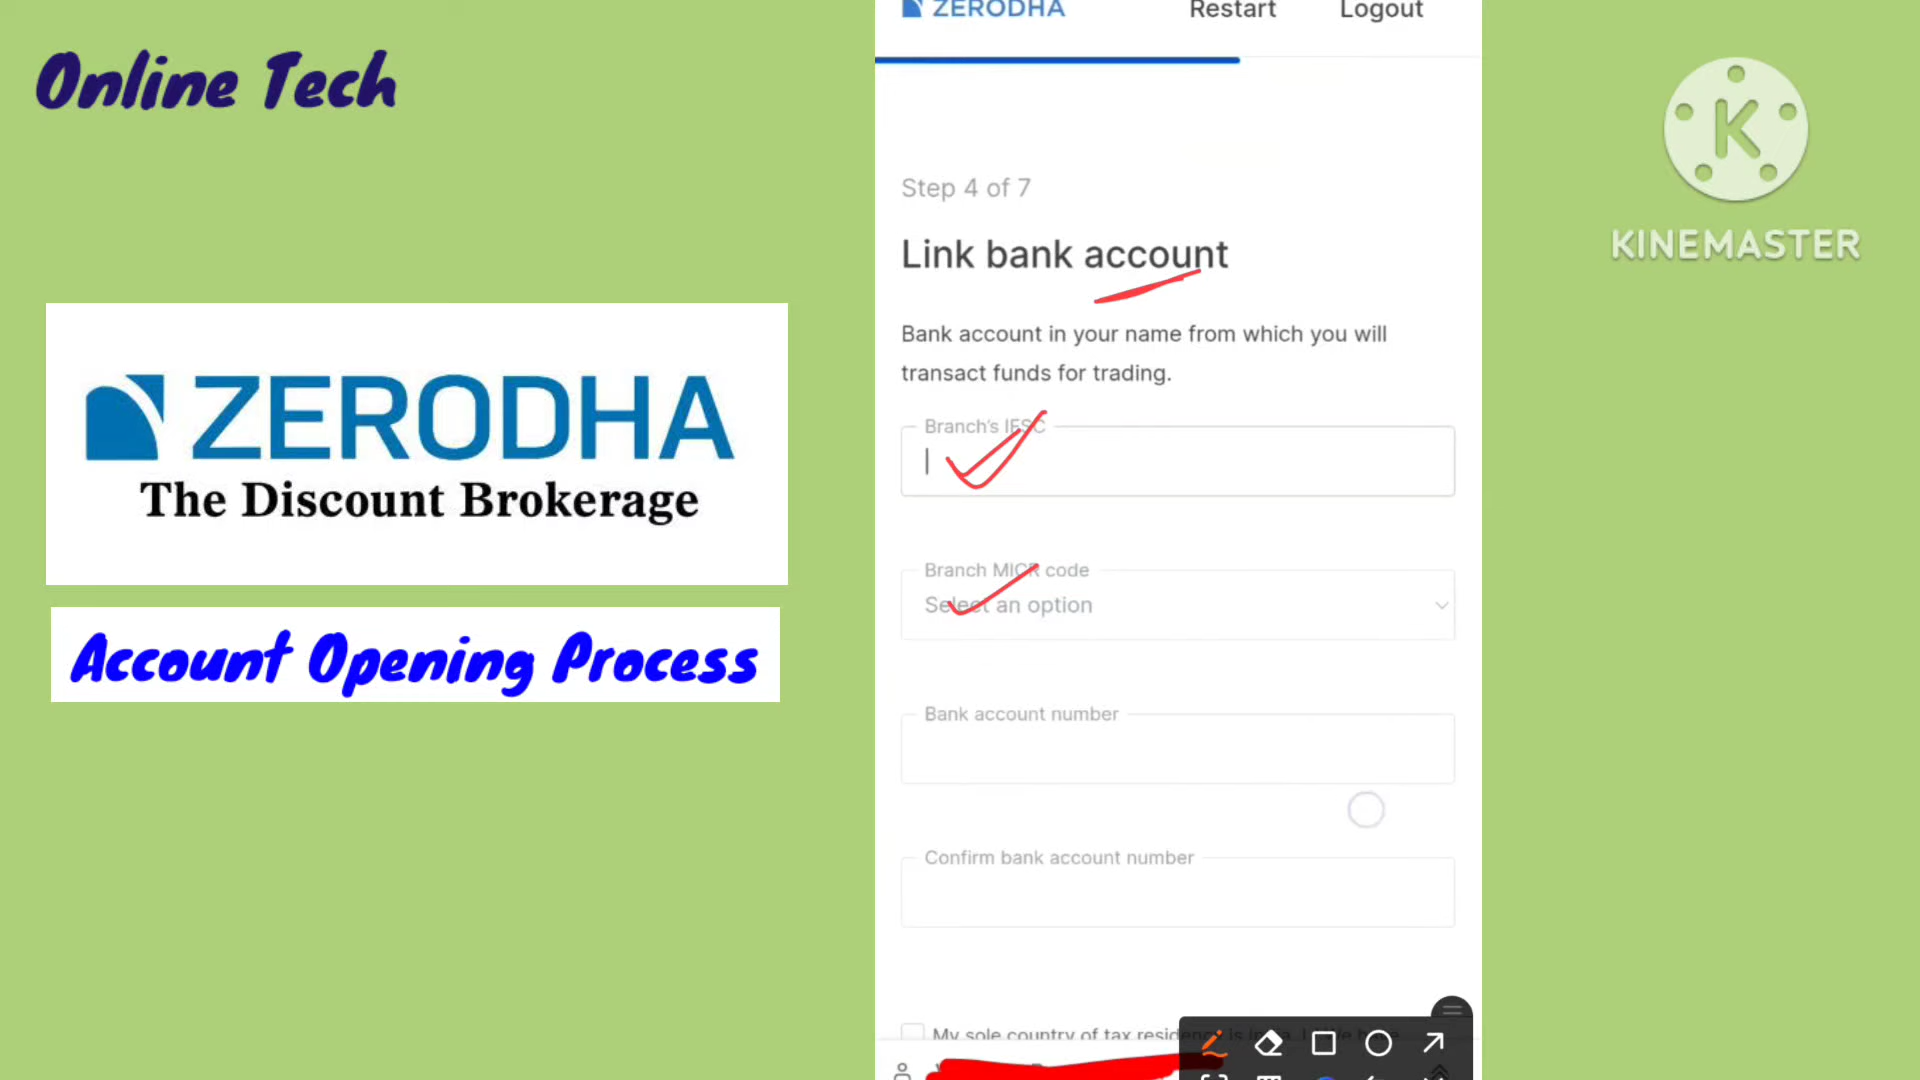 Online Tech
ZERODHA
The Discount Brokerage
Account Opening Process
ZERODHA Restart Logout
Step 4 of 7
Link bank account
Bank account in your name from which you will
transact funds for trading.
Branch's IFSC
Branch MICR code
Select an option
Bank account number
Confirm bank account number
My sole country of tax residency is
KINEMASTER